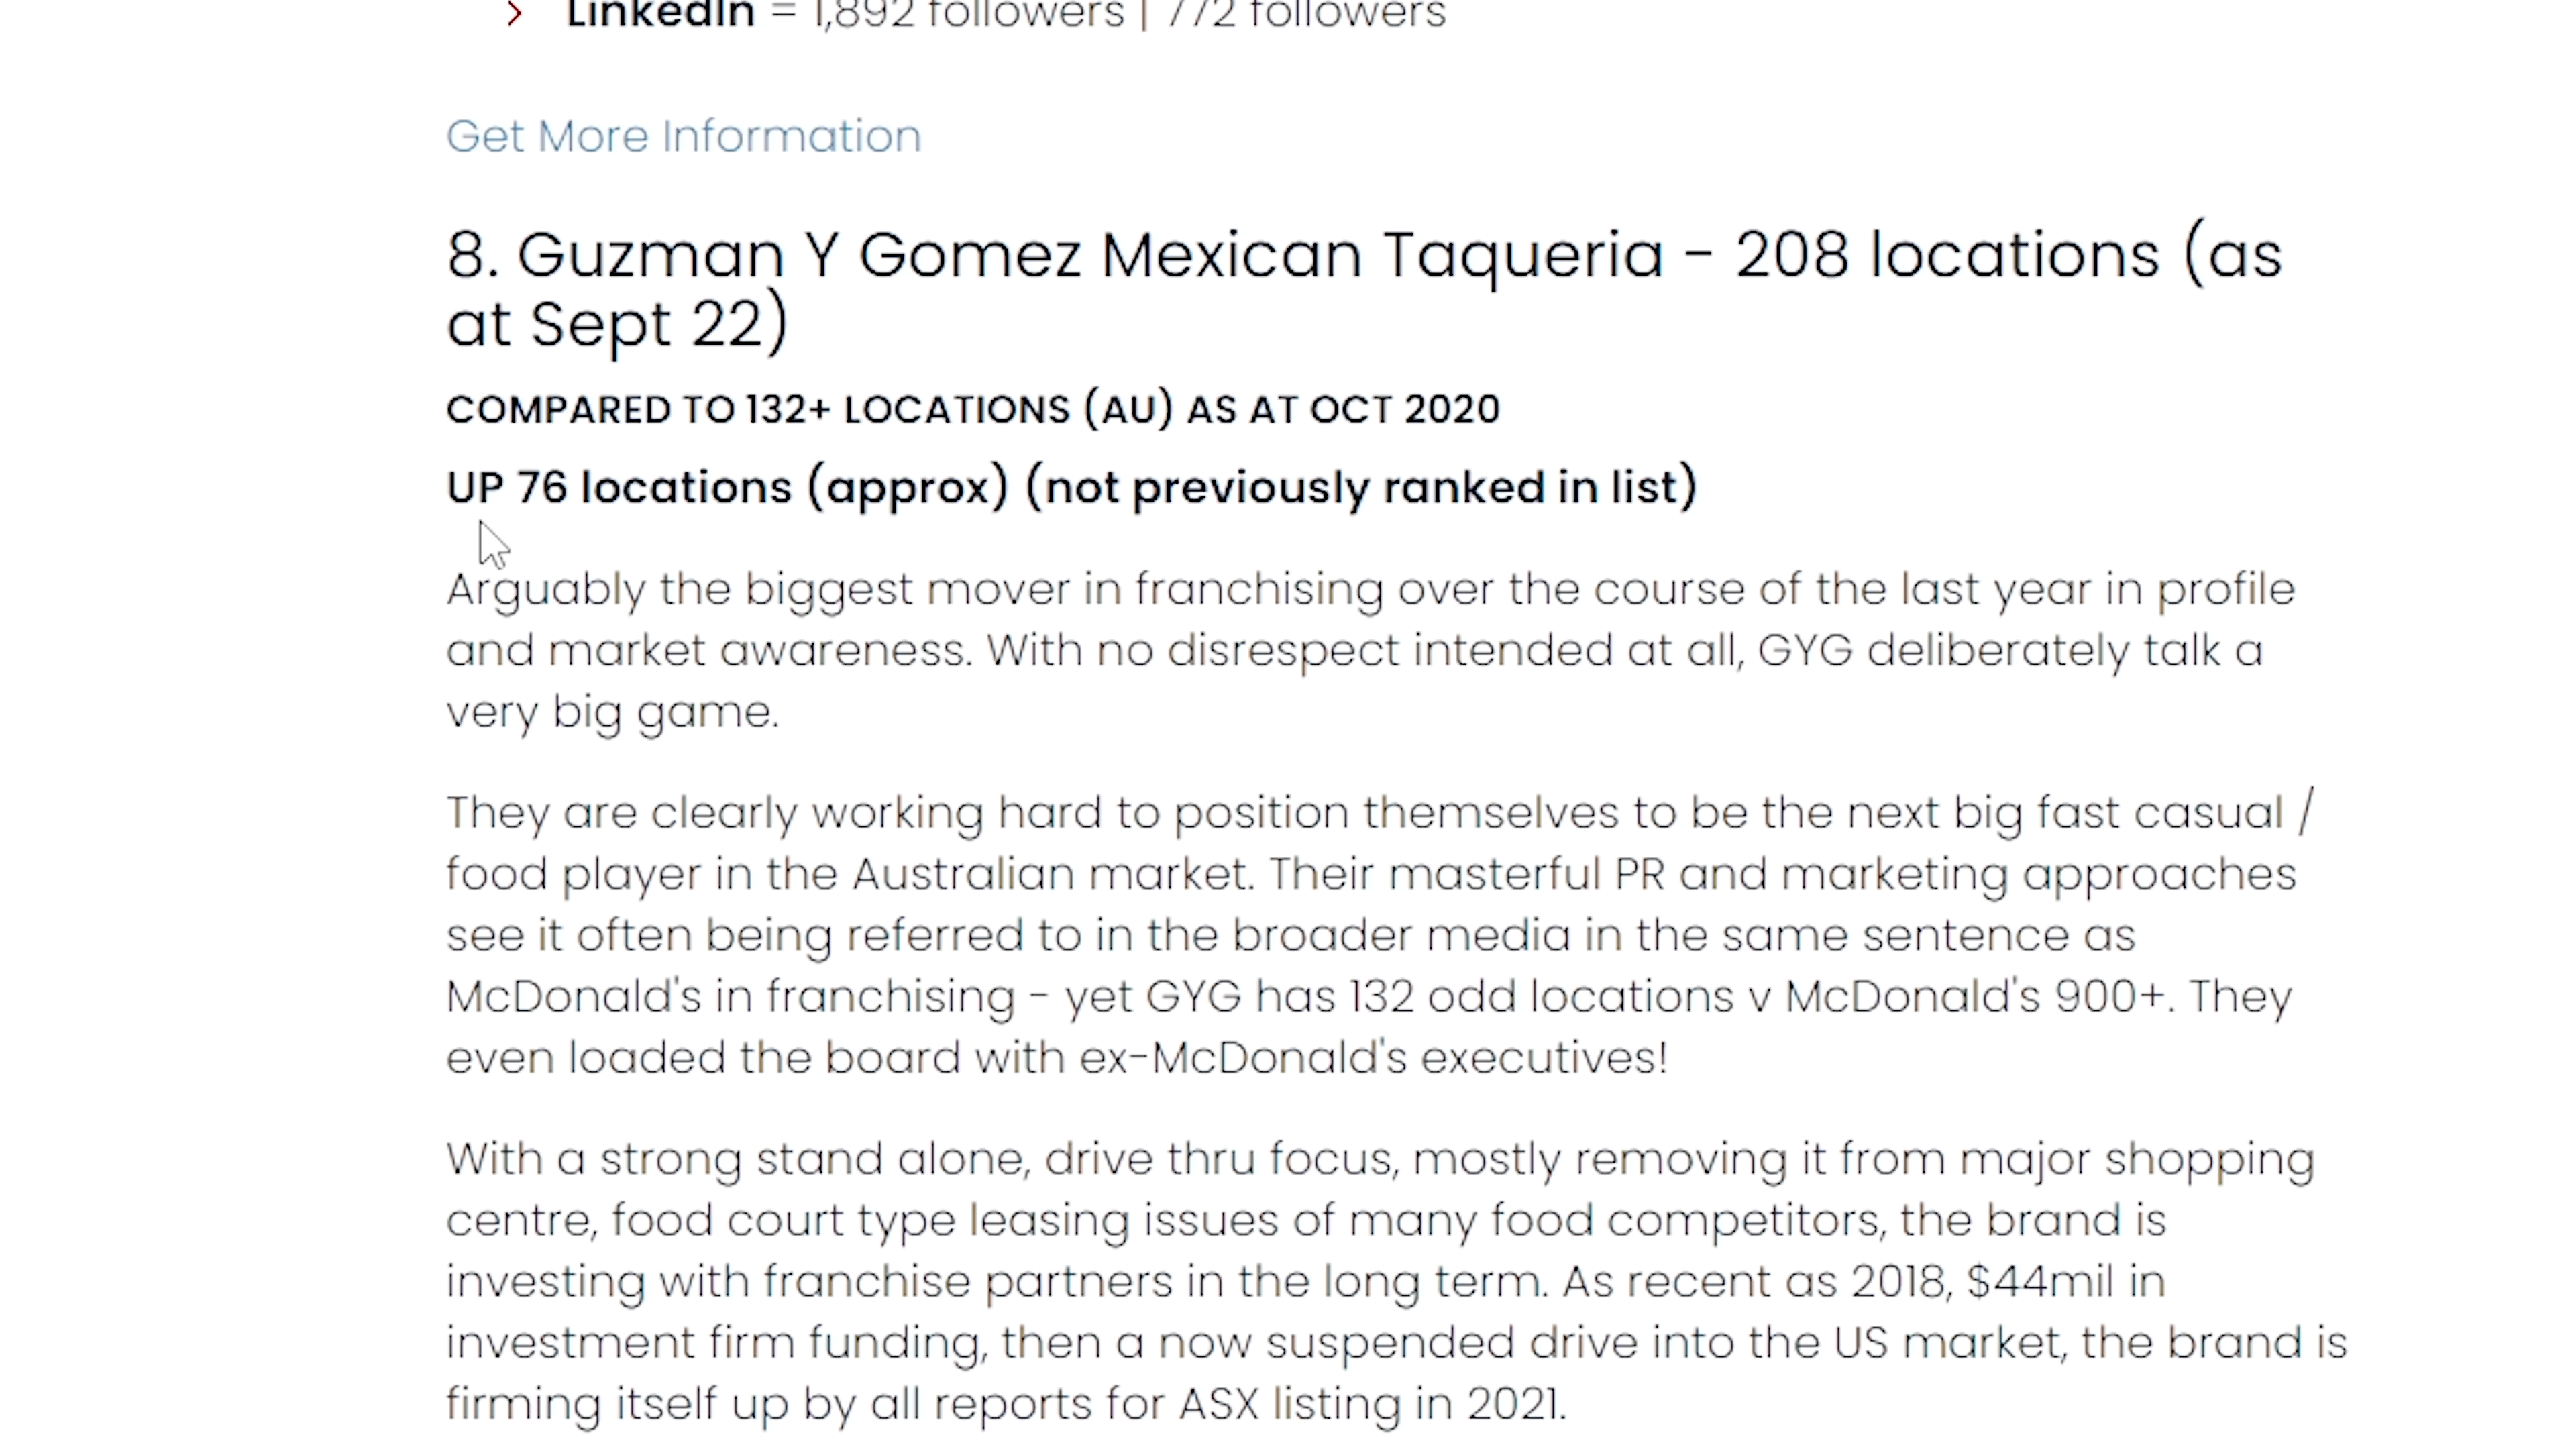 LinkedIn = 1,892 followers | 772 followers
Get More Information
8. Guzman Y Gomez Mexican Taqueria - 208 locations (as
at Sept 22)
COMPARED TO 132+ LOCATIONS (AU) AS AT OCT 2020
UP 76 locations (approx) (not previously ranked in list)
Arguably the biggest mover in franchising over the course of the last year in profile
and market awareness. With no disrespect intended at all, GYG deliberately talk a
very big game.
They are clearly working hard to position themselves to be the next big fast casual /
food player in the Australian market. Their masterful PR and marketing approaches
see it often being referred to in the broader media in the same sentence as
McDonald's in franchising - yet GYG has 132 odd locations v McDonald's 900+. They
even loaded the board with ex-McDonald's executives!
With a strong stand alone, drive thru focus, mostly removing it from major shopping
centre, food court type leasing issues of many food competitors, the brand is
investing with franchise partners in the long term. As recent as 2018, $44mil in
investment firm funding, then a now suspended drive into the US market, the brand is
firming itself up by all reports for ASX listing in 2021.